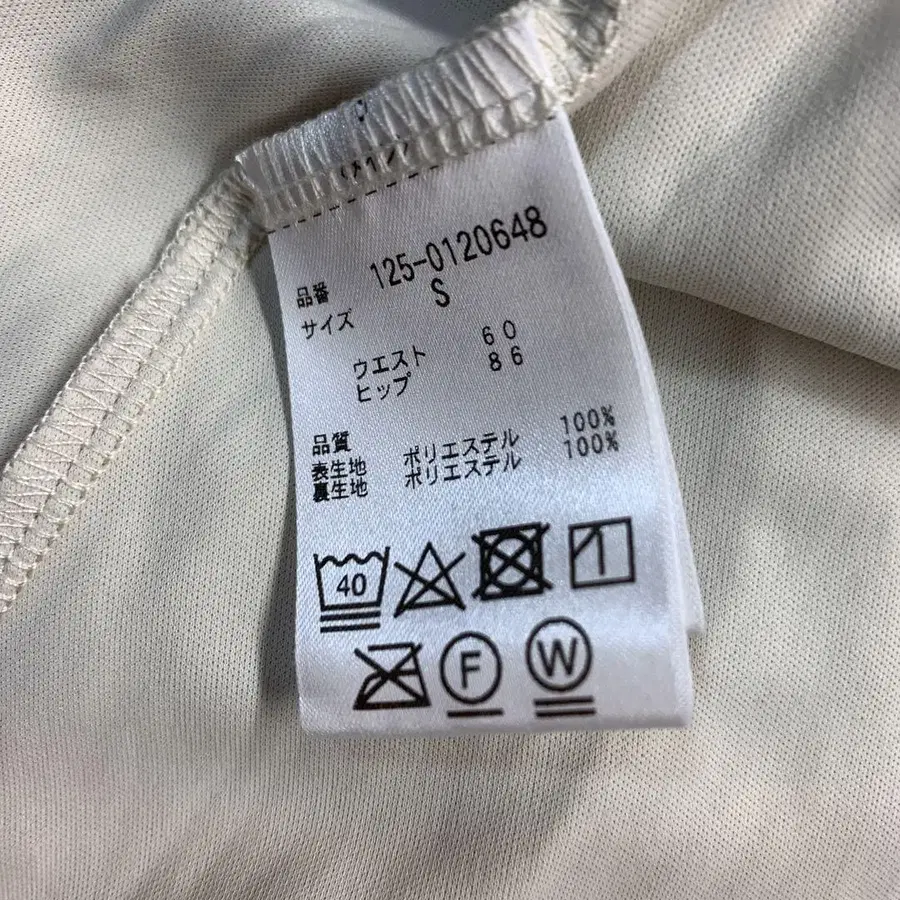 品番 125-0120648
サイズ S
ウエスト 60
ヒップ 86
品質
表生地 ポリエステル 100%
裏生地 ポリエステル 100%
40
F W